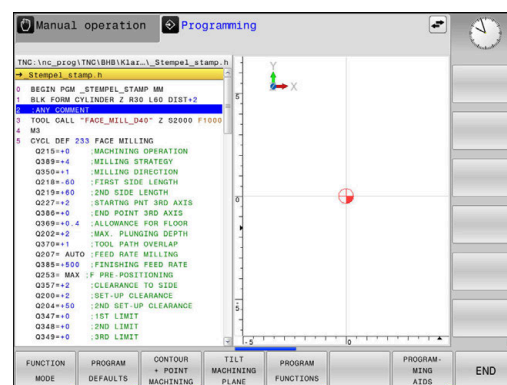 Manual operation
Programming
TNC:\nc_prog\TNC\BHB\Klar…\_Stempel_stamp.h
→_Stempel_stamp.h
0 BEGIN PGM _STEMPEL_STAMP MM
1 BLK FORM CYLINDER Z R30 L60 DIST+2
2 ;ANY COMMENT
3 TOOL CALL "FACE_MILL_D40" Z S2000 F1000
4 M3
5 CYCL DEF 233 FACE MILLING
Q215=+0 ;MACHINING OPERATION
Q389=+4 ;MILLING STRATEGY
Q350=+1 ;MILLING DIRECTION
Q218=-60 ;FIRST SIDE LENGTH
Q219=+60 ;2ND SIDE LENGTH
Q227=+2 ;STARTNG PNT 3RD AXIS
Q386=+0 ;END POINT 3RD AXIS
Q369=+0.4 ;ALLOWANCE FOR FLOOR
Q202=+2 ;MAX. PLUNGING DEPTH
Q370=+1 ;TOOL PATH OVERLAP
Q207= AUTO ;FEED RATE MILLING
Q385=+500 ;FINISHING FEED RATE
Q253= MAX ;F PRE-POSITIONING
Q357=+2 ;CLEARANCE TO SIDE
Q200=+2 ;SET-UP CLEARANCE
Q204=+50 ;2ND SET-UP CLEARANCE
Q347=+0 ;1ST LIMIT
Q348=+0 ;2ND LIMIT
Q349=+0 ;3RD LIMIT
Y
X
5
0
5
-5
0
5
FUNCTION MODE
PROGRAM DEFAULTS
CONTOUR + POINT MACHINING
TILT MACHINING PLANE
PROGRAM FUNCTIONS
PROGRAM-MING AIDS
END